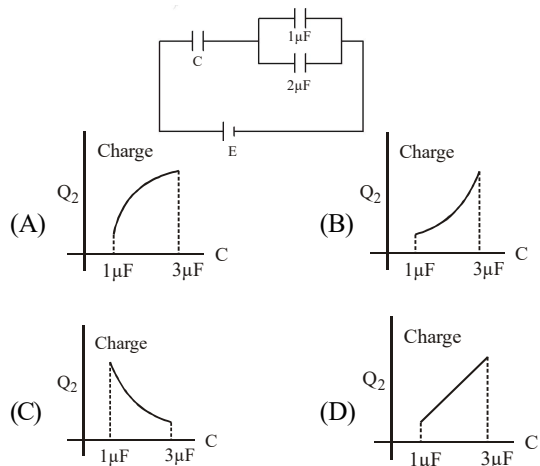 1µF
C
2µF
E
Charge
Q2
(A)
C
1µF
3µF
Charge
Q2
(B)
C
1µF
3µF
Charge
Q2
(C)
C
1µF
3µF
Charge
Q2
(D)
C
1µF
3µF